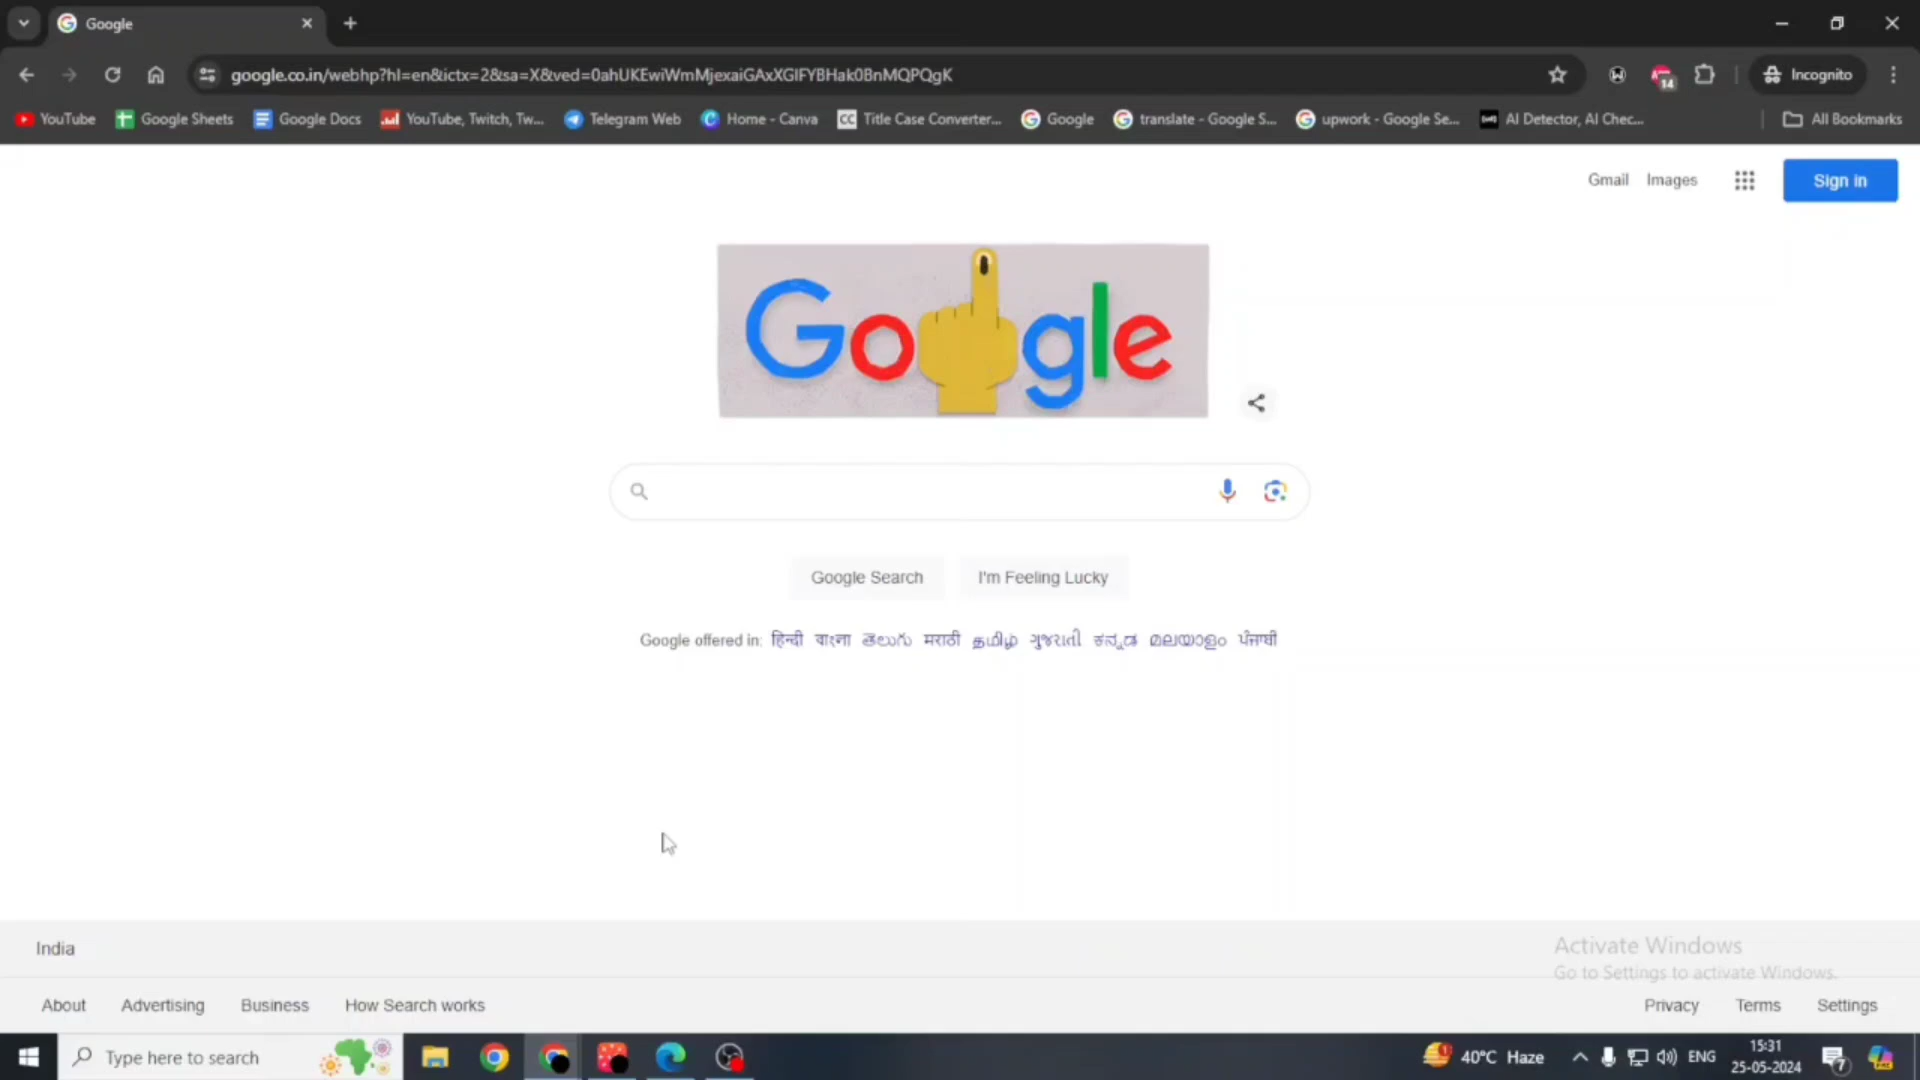 Google
google.co.in/webhp?hl=en&ictx=2&sa=X&ved=0ahUKEwiWmMjexaiGAxXGIFYBHak0BnMQPQgK
14
Incognito
YouTube
Google Sheets
Google Docs
YouTube, Twitch, Tw...
Telegram Web
Home - Canva
CC
Title Case Converter...
Google
translate - Google S...
upwork - Google Se...
AI Detector, AI Chec...
All Bookmarks
Gmail
Images
Sign in
Google
Google Search
I'm Feeling Lucky
Google offered in: हिन्दी বাংলা తెలుగు मराठी தமிழ் ગુજરાતી ಕನ್ನಡ മലയാളം ਪੰਜਾਬੀ
India
Activate Windows
Go to Settings to activate Windows.
About
Advertising
Business
How Search works
Privacy
Terms
Settings
Type here to search
40°C Haze
ENG
15:31
25-05-2024
7